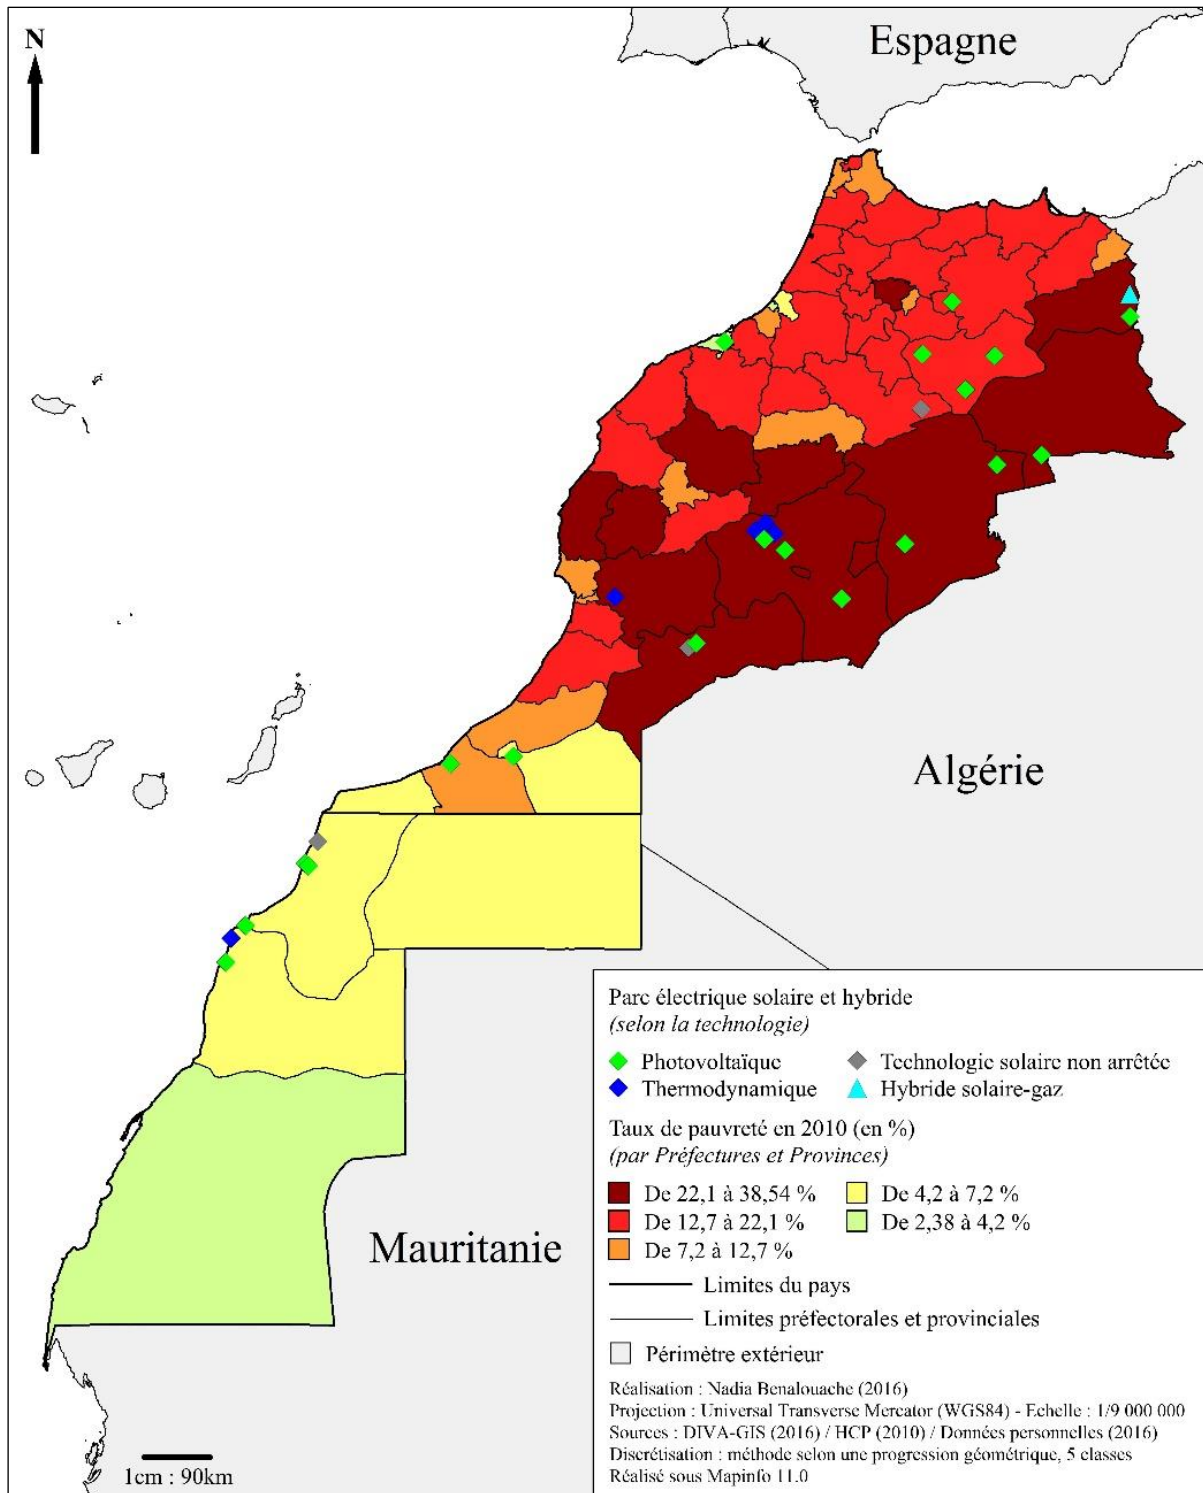 N
Espagne
Algérie
Mauritanie
Parc électrique solaire et hybride
(selon la technologie)
Photovoltaïque
Technologie solaire non arrêtée
Thermodynamique
Hybride solaire-gaz
Taux de pauvreté en 2010 (en %)
(par Préfectures et Provinces)
De 22,1 à 38,54 %
De 4,2 à 7,2 %
De 12,7 à 22,1 %
De 2,38 à 4,2 %
De 7,2 à 12,7 %
Limites du pays
Limites préfectorales et provinciales
Périmètre extérieur
Réalisation : Nadia Benalouache (2016)
Projection : Universal Transverse Mercator (WGS84) - Echelle : 1/9 000 000
Sources : DIVA-GIS (2016) / HCP (2010) / Données personnelles (2016)
Discrétisation : méthode selon une progression géométrique, 5 classes
Réalisé sous Mapinfo 11.0
1cm : 90km